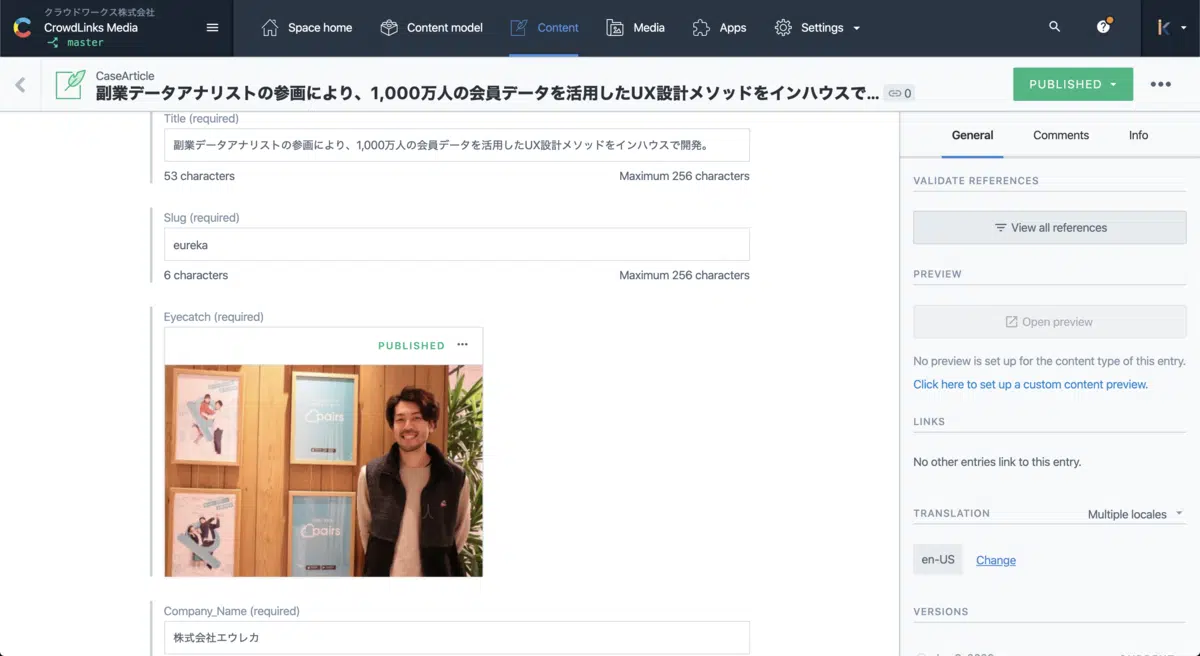 クラウドワークス株式会社
CrowdLinks Media
master
Space home
Content model
Content
Media
Apps
Settings
CaseArticle
副業データアナリストの参画により、1,000万人の会員データを活用したUX設計メソッドをインハウスで...
0
PUBLISHED
General
Comments
Info
Title (required)
副業データアナリストの参画により、1,000万人の会員データを活用したUX設計メソッドをインハウスで開発。
53 characters
Maximum 256 characters
Slug (required)
eureka
6 characters
Maximum 256 characters
Eyecatch (required)
PUBLISHED
pairs
pairs
Company_Name (required)
株式会社エウレカ
VALIDATE REFERENCES
View all references
PREVIEW
Open preview
No preview is set up for the content type of this entry.
Click here to set up a custom content preview.
LINKS
No other entries link to this entry.
TRANSLATION
Multiple locales
en-US
Change
VERSIONS